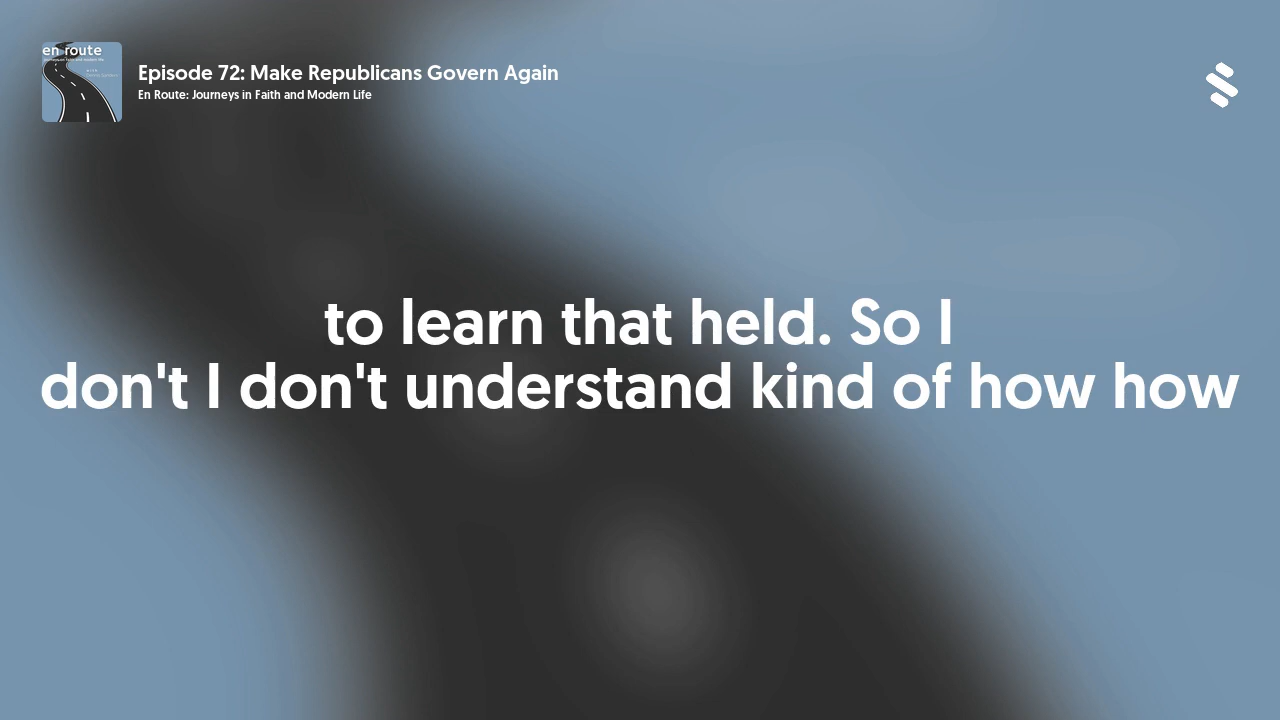 en route
Episode 72: Make Republicans Govern Again
En Route: Journeys in Faith and Modern Life
to learn that held. So I
don't I don't understand kind of how how